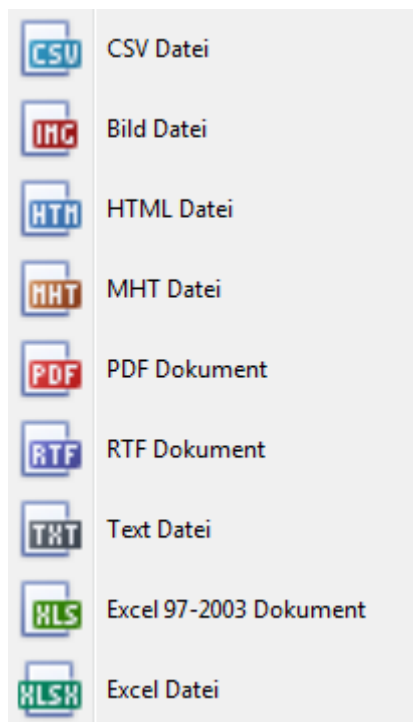 CSV CSV Datei
IMG Bild Datei
HTM HTML Datei
MHT MHT Datei
PDF PDF Dokument
RTF RTF Dokument
TXT Text Datei
XLS Excel 97-2003 Dokument
XLSX Excel Datei